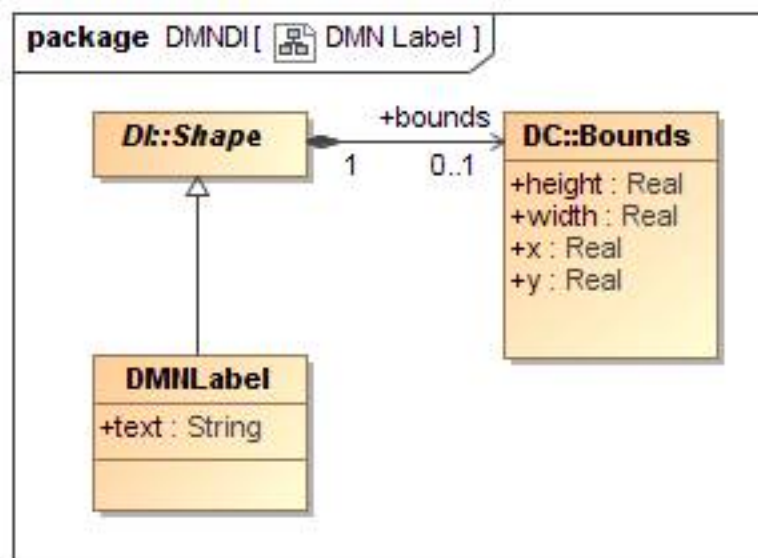 package DMNDI[ DMN Label ]
DI::Shape
+bounds
1
0..1
DC::Bounds
+height : Real
+width : Real
+x : Real
+y : Real
DMNLabel
+text : String